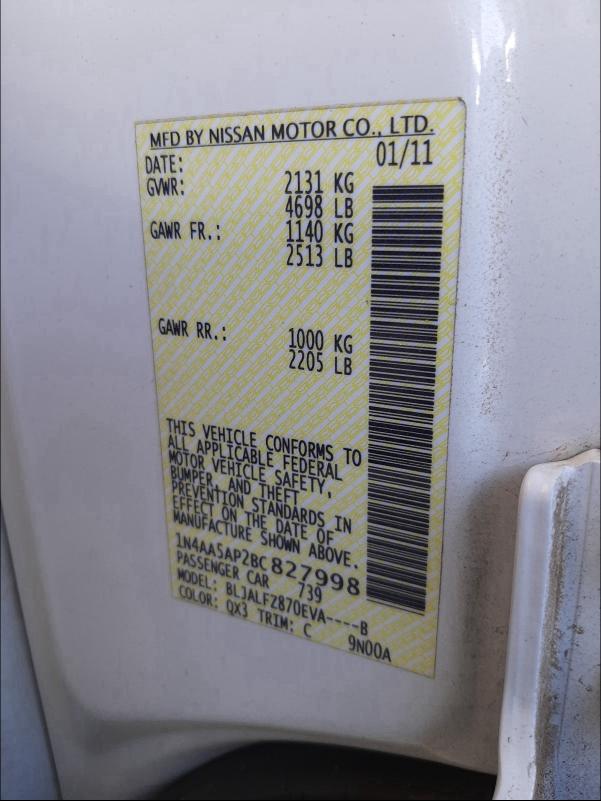 MFD BY NISSAN MOTOR CO., LTD.
DATE: 01/11
GVWR: 2131 KG
4698 LB
GAWR FR.: 1140 KG
2513 LB
GAWR RR.: 1000 KG
2205 LB
THIS VEHICLE CONFORMS TO
ALL APPLICABLE FEDERAL
MOTOR VEHICLE SAFETY,
BUMPER, AND THEFT
PREVENTION STANDARDS IN
EFFECT ON THE DATE OF
MANUFACTURE SHOWN ABOVE.
1N4AA5AP2BC827998
PASSENGER CAR 739
MODEL: BLJALF2870EVA----B
COLOR: QX3 TRIM: C 9N00A